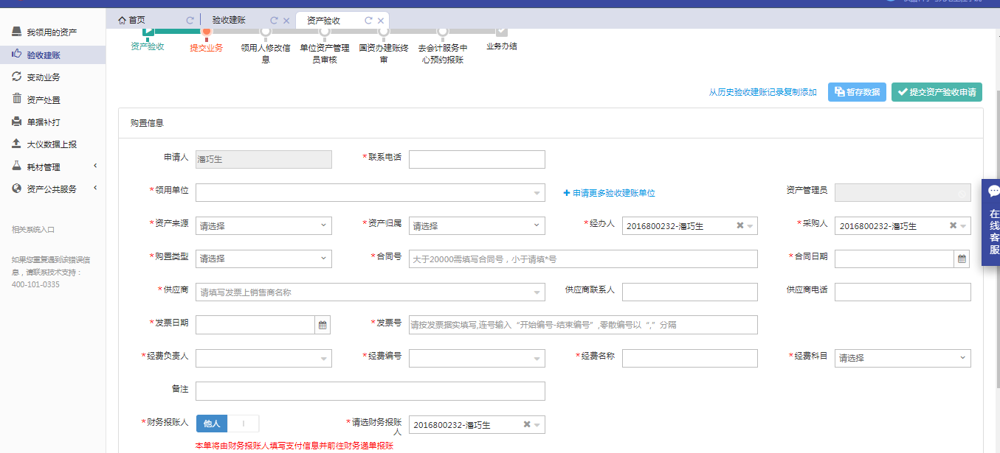 首页
验收建账
资产验收
我领用的资产
验收建账
变动业务
资产处置
单据补打
大仪数据上报
耗材管理
资产公共服务
相关系统入口
如果您重复遇到该错误信
息，请联系技术支持：
400-101-0335
资产验收
提交业务
领用人修改信
息
单位资产管理
员审核
国资办建账终
审
去会计服务中
心预约报账
业务办结
从历史验收建账记录复制添加
暂存数据
提交资产验收申请
购置信息
申请人 潘巧生
*联系电话
*领用单位
申请更多验收建账单位
资产管理员
*资产来源 请选择
*资产归属 请选择
*经办人 2016800232-潘巧生
*采购人 2016800232-潘巧生
*购置类型 请选择
*合同号 大于20000需填写合同号，小于请填*号
*合同日期
*供应商 请填写发票上销售商名称
供应商联系人
供应商电话
*发票日期
*发票号 请按发票据实填写,连号输入“开始编号-结束编号”,零散编号以“,”分隔
*经费负责人
*经费编号
*经费名称
*经费科目 请选择
备注
*财务报账人 他人
*请选财务报账
人
2016800232-潘巧生
本单将由财务报账人填写支付信息并前往财务递单报账
在
线
客
服